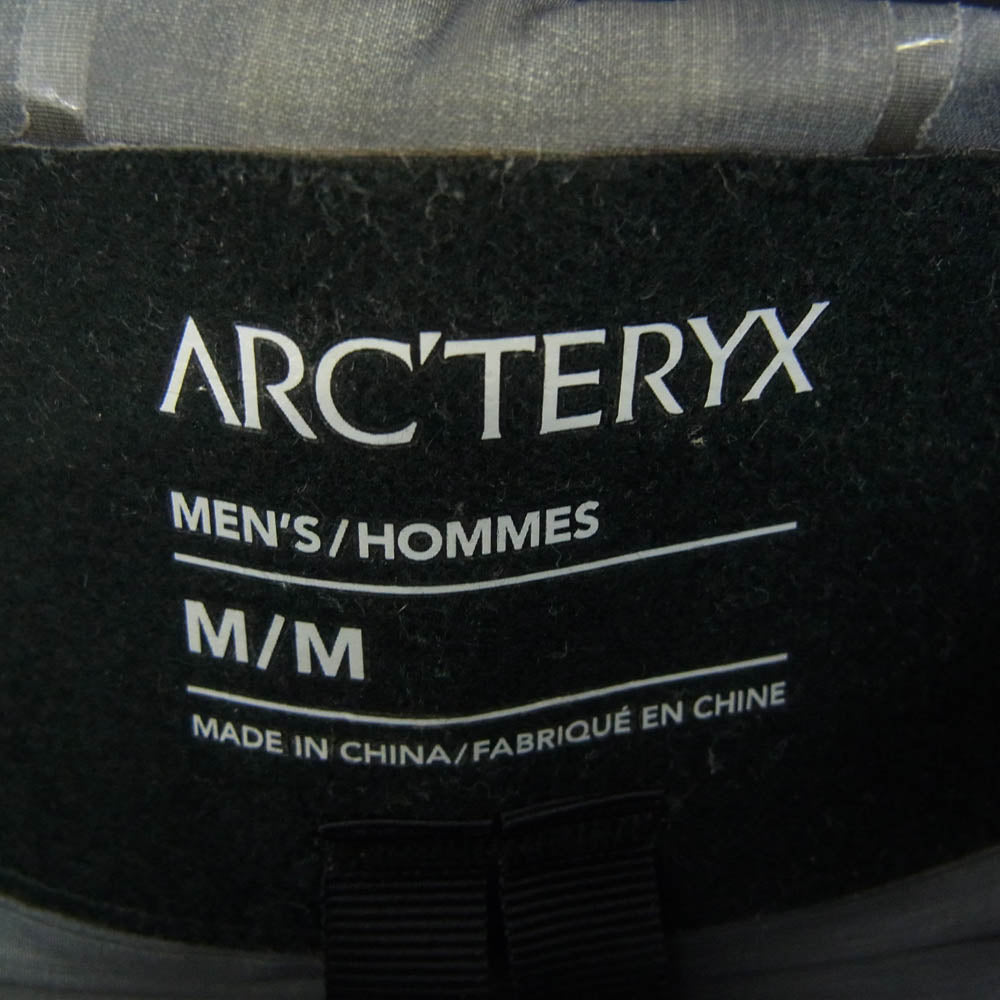 ARC'TERYX
MEN'S/HOMMES
M/M
MADE IN CHINA/FABRIQUÉ EN CHINE